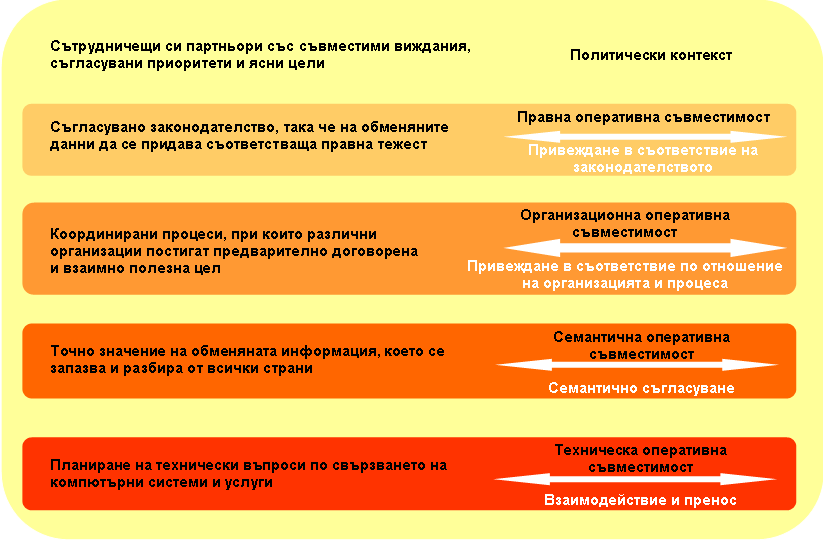 Сътрудничещи си партньори със съвместими виждания,
съгласувани приоритети и ясни цели
Политически контекст
Съгласувано законодателство, така че на обменяните
данни да се придава съответстваща правна тежест
Правна оперативна съвместимост
Привеждане в съответствие на
законодателството
Координирани процеси, при които различни
организации постигат предварително договорена
и взаимно полезна цел
Организационна оперативна
съвместимост
Привеждане в съответствие по отношение
на организацията и процеса
Точно значение на обменяната информация, което се
запазва и разбира от всички страни
Семантична оперативна
съвместимост
Семантично съгласуване
Планиране на технически въпроси по свързването на
компютърни системи и услуги
Техническа оперативна
съвместимост
Взаимодействие и пренос